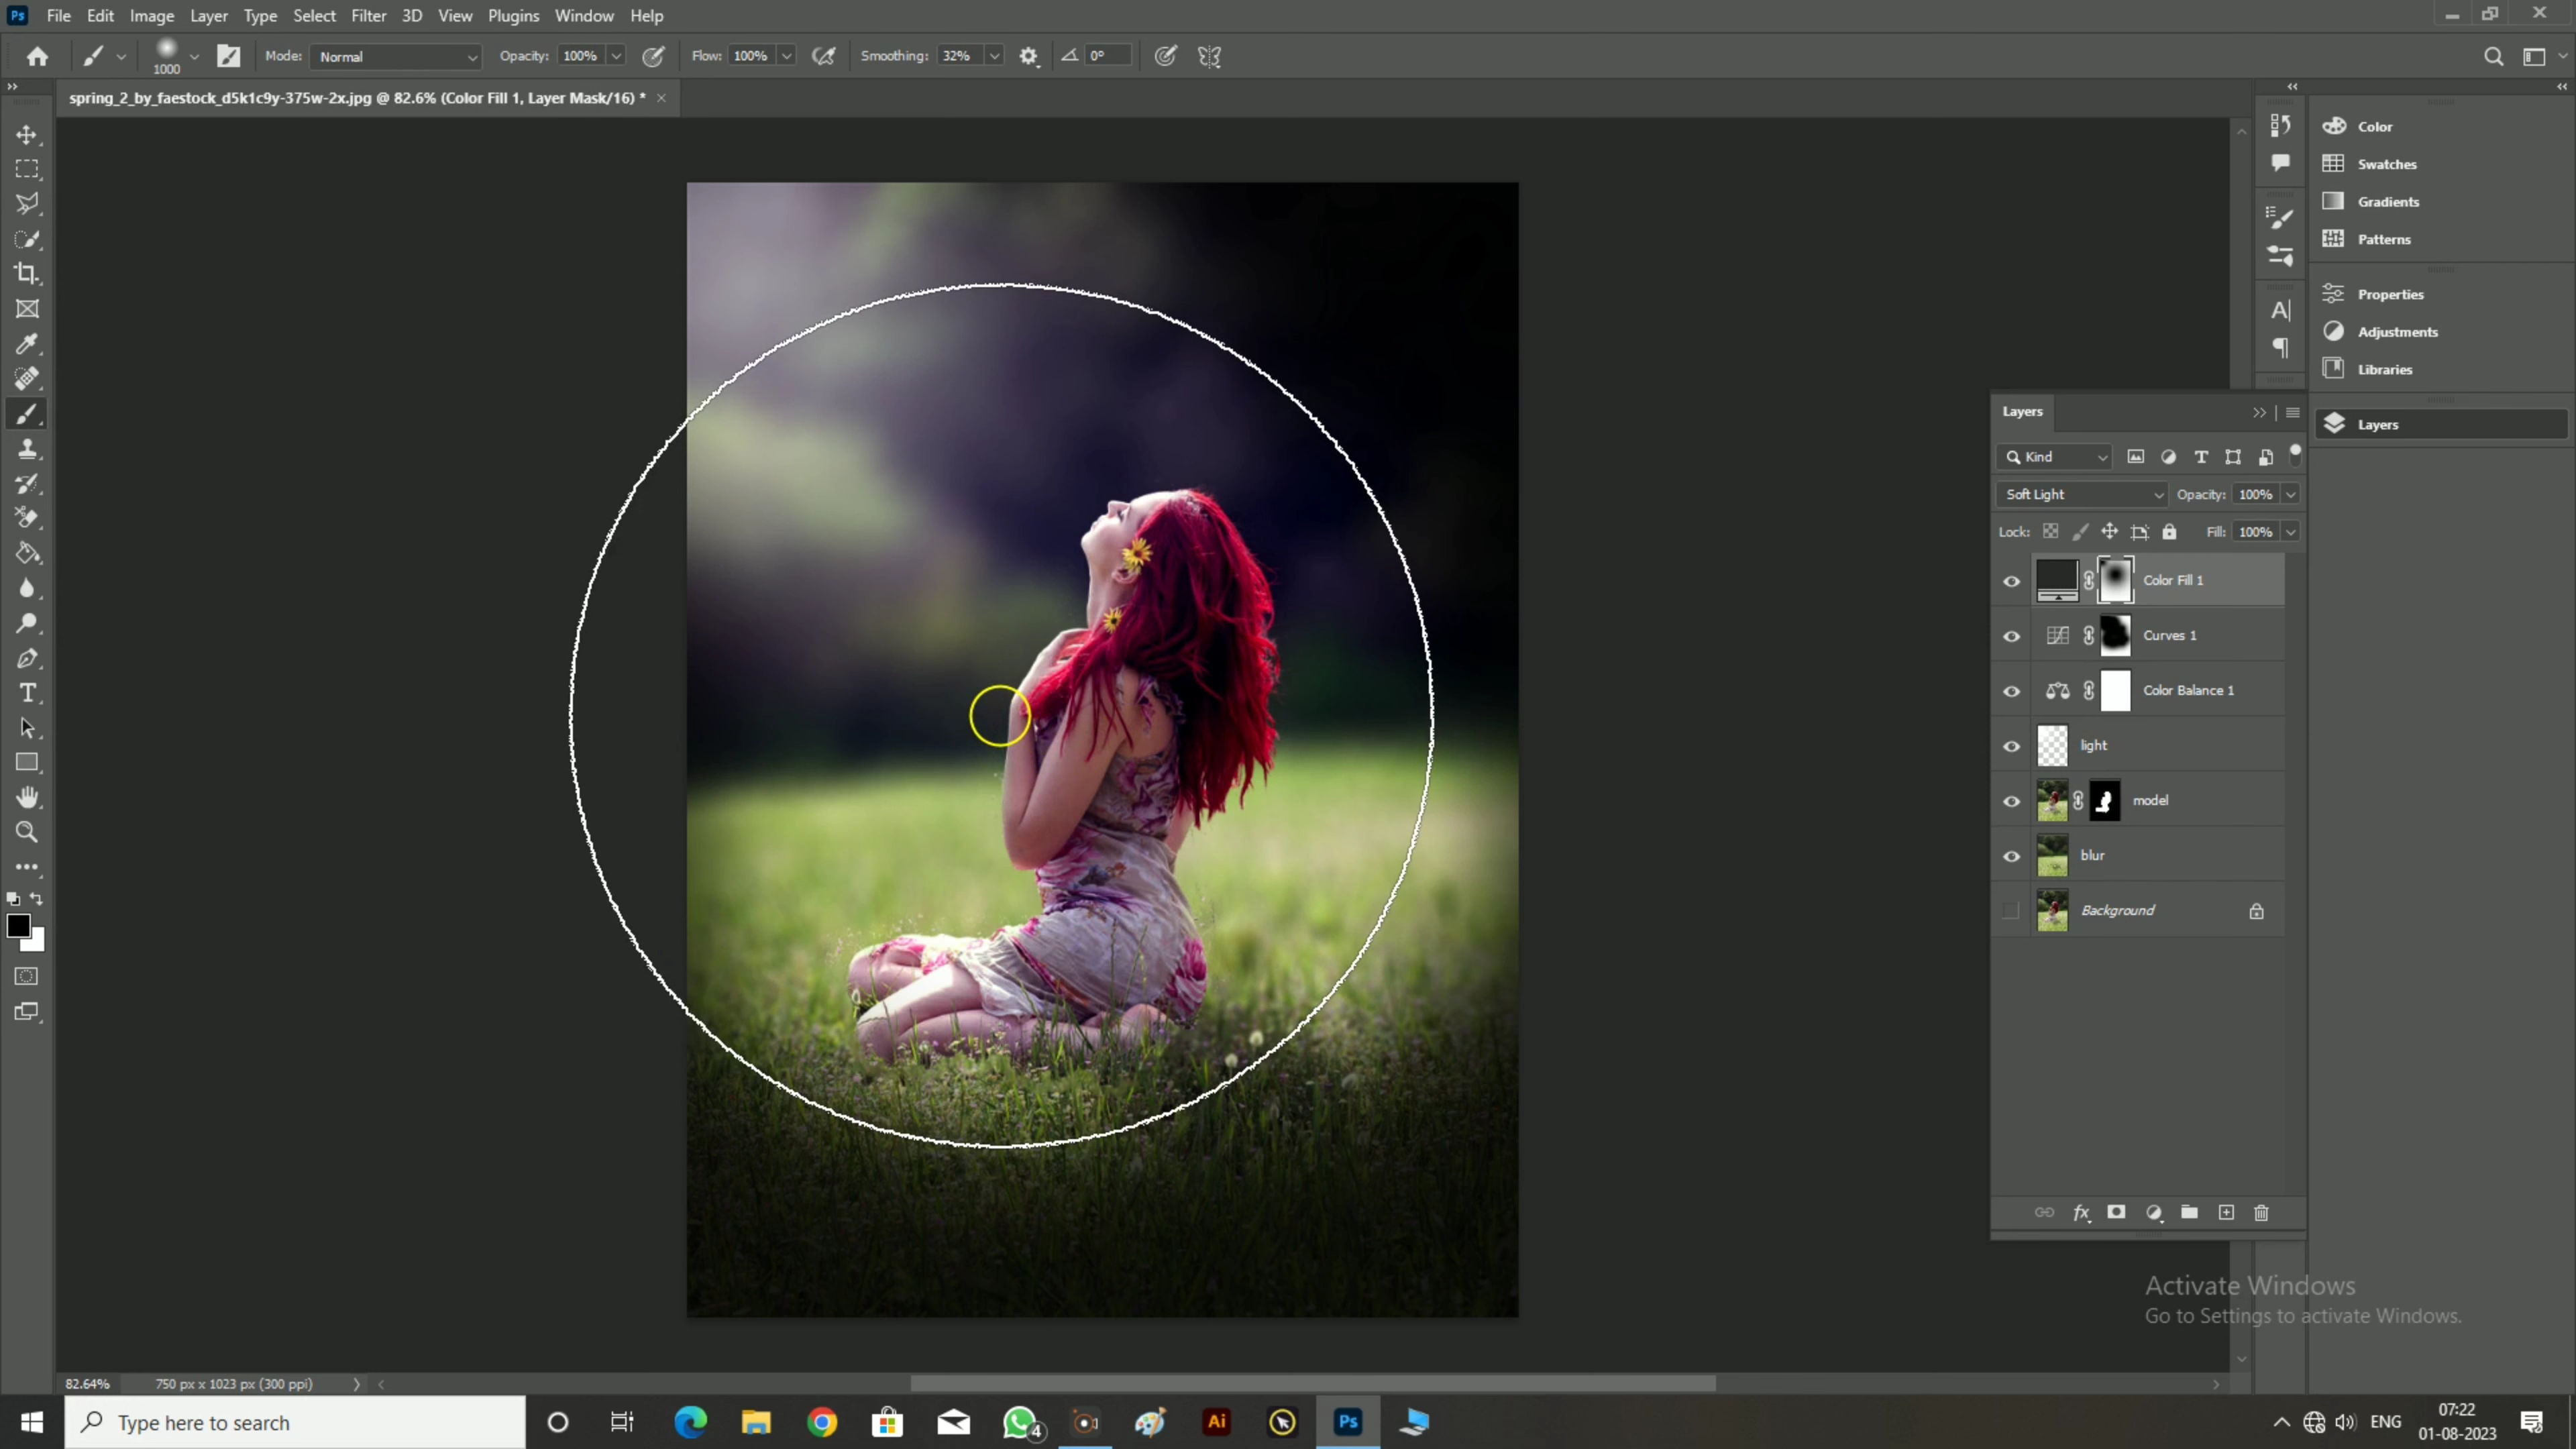 Ps File Edit Image Layer Type Select Filter 3D View Plugins Window Help
1000 Mode: Normal Opacity: 100% Flow: 100% Smoothing: 32% 0°
spring_2_by_faestock_d5k1c9y-375w-2x.jpg @ 82.6% (Color Fill 1, Layer Mask/16) *
Color
Swatches
Gradients
Patterns
Properties
Adjustments
Libraries
Layers
Layers
Kind
Soft Light Opacity: 100%
Lock: Fill: 100%
Color Fill 1
Curves 1
Color Balance 1
light
model
blur
Background
Activate Windows
Go to Settings to activate Windows.
82.64% 750 px x 1023 px (300 ppi)
Type here to search
4
Ai
Ps
ENG
07:22
01-08-2023